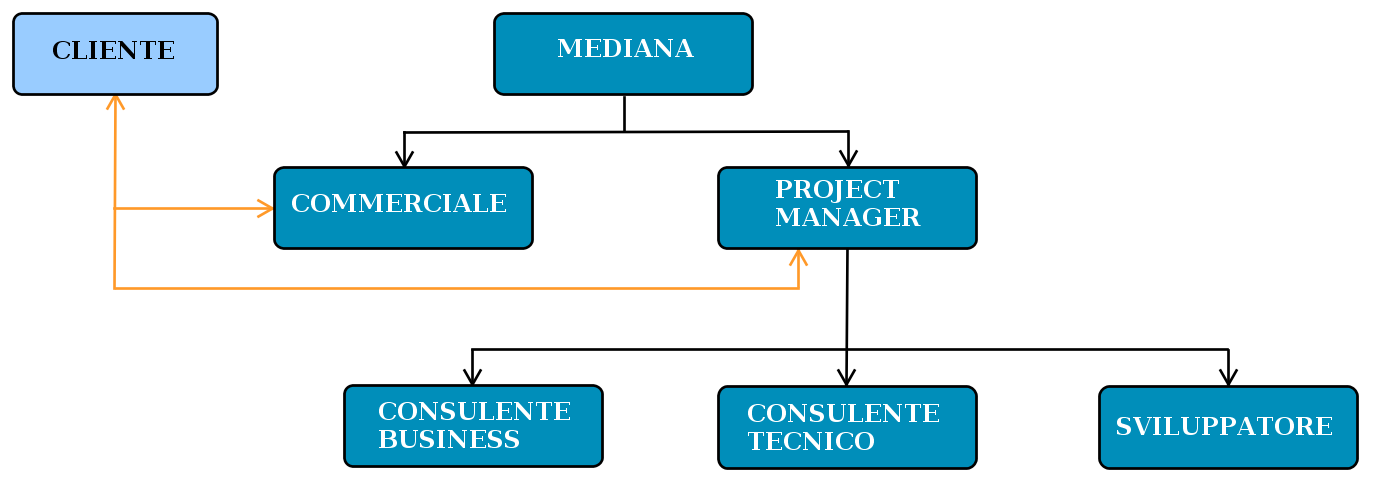 CLIENTE
MEDIANA
COMMERCIALE
PROJECT
MANAGER
CONSULENTE
BUSINESS
CONSULENTE
TECNICO
SVILUPPATORE